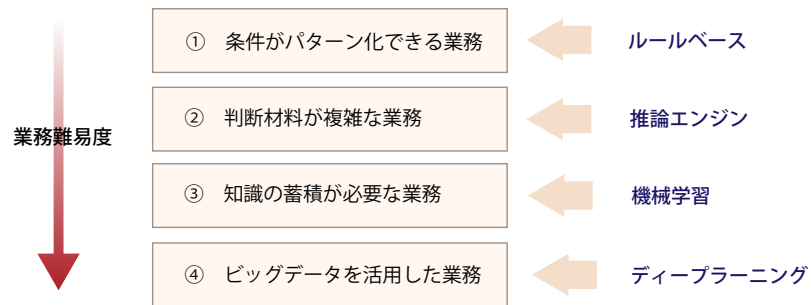 ① 条件がパターン化できる業務
ルールベース
② 判断材料が複雑な業務
推論エンジン
業務難易度
③ 知識の蓄積が必要な業務
機械学習
④ ビッグデータを活用した業務
ディープラーニング